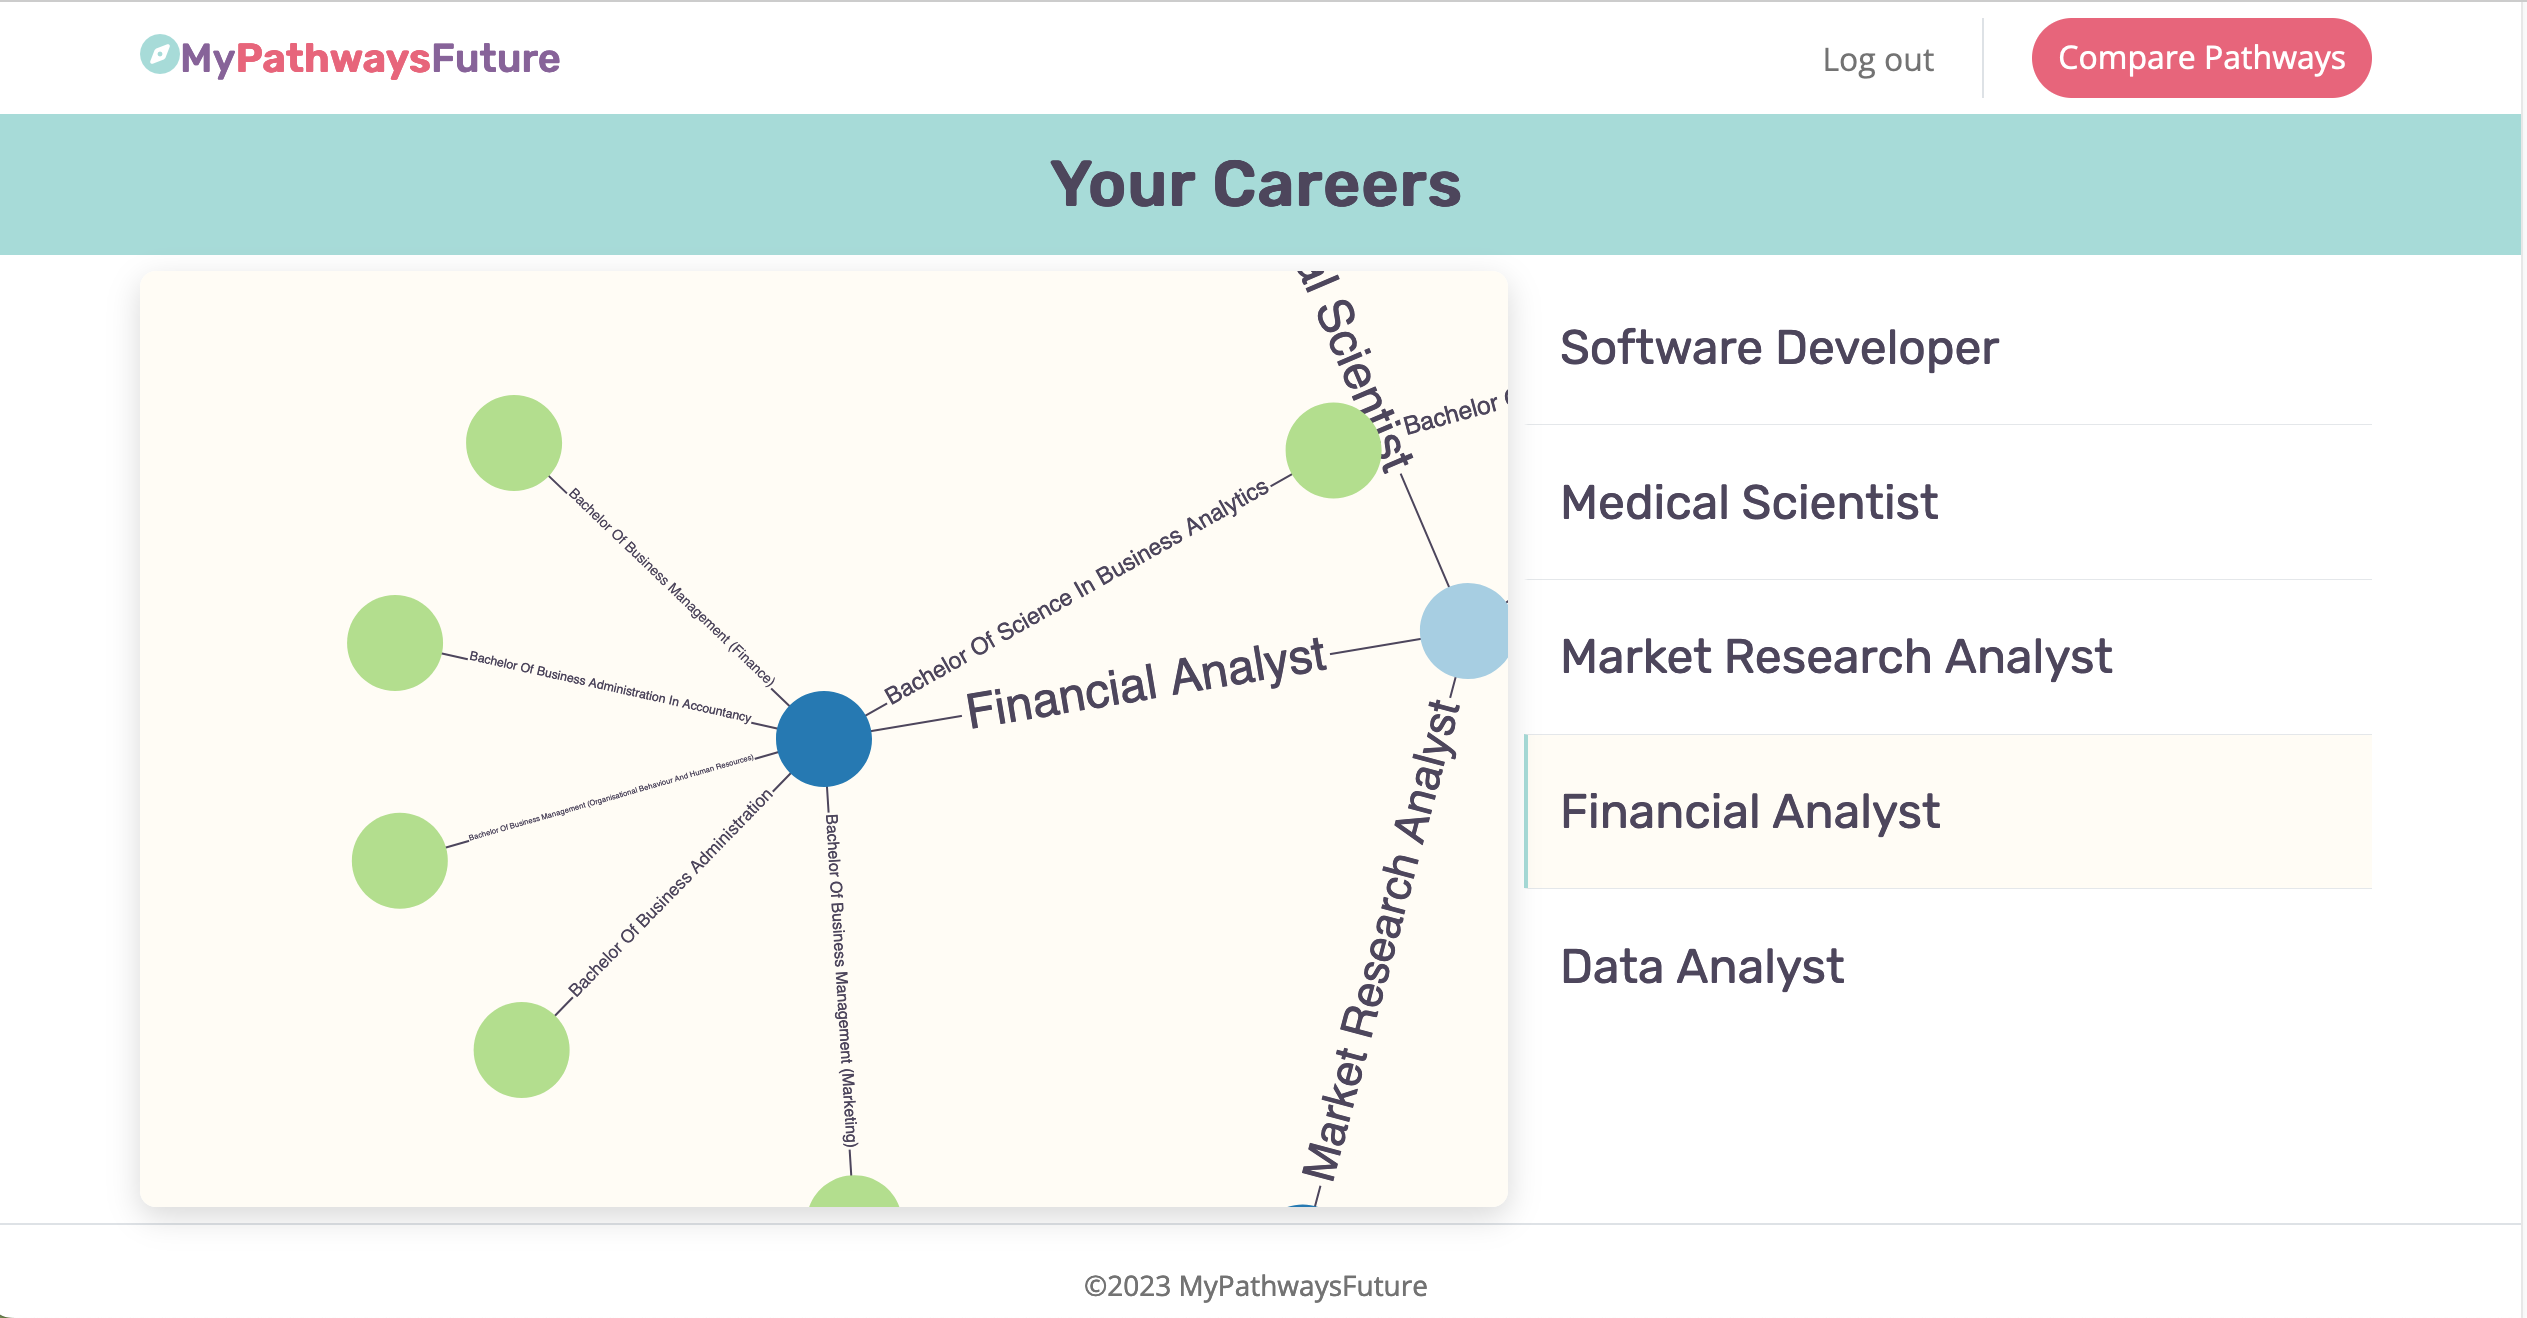 MyPathwaysFuture
Log out
Compare Pathways
Your Careers
al Scientist
Bachelor
Bachelor Of Business Management (Finance)
Bachelor Of Science In Business Analytics
Bachelor Of Business Administration In Accountancy
Financial Analyst
Bachelor Of Business Management (Organisational Behaviour And Human Resources)
Bachelor Of Business Administration
Bachelor Of Business Management (Marketing)
Market Research Analyst
Software Developer
Medical Scientist
Market Research Analyst
Financial Analyst
Data Analyst
©2023 MyPathwaysFuture